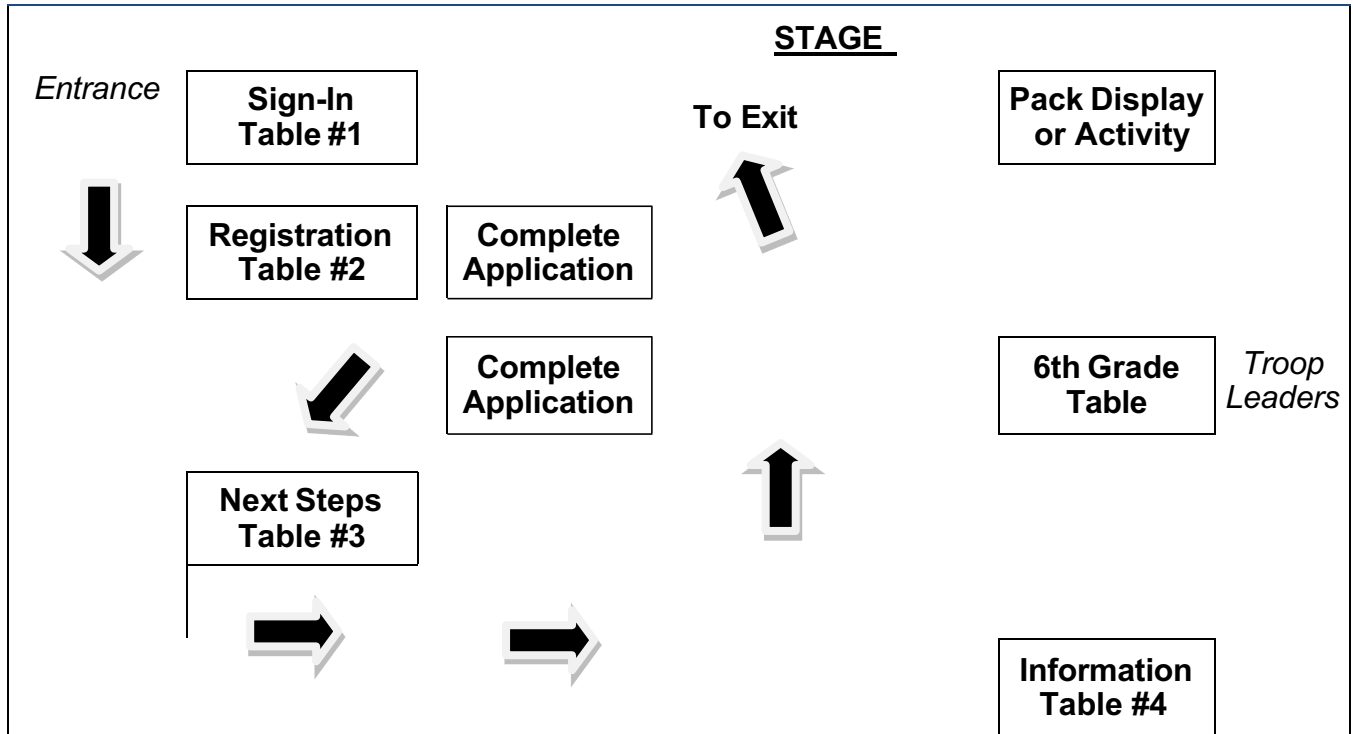 STAGE
Entrance
Sign-In
Table #1
To Exit
Pack Display
or Activity
Registration
Table #2
Complete
Application
Complete
Application
6th Grade
Table
Troop
Leaders
Next Steps
Table #3
Information
Table #4